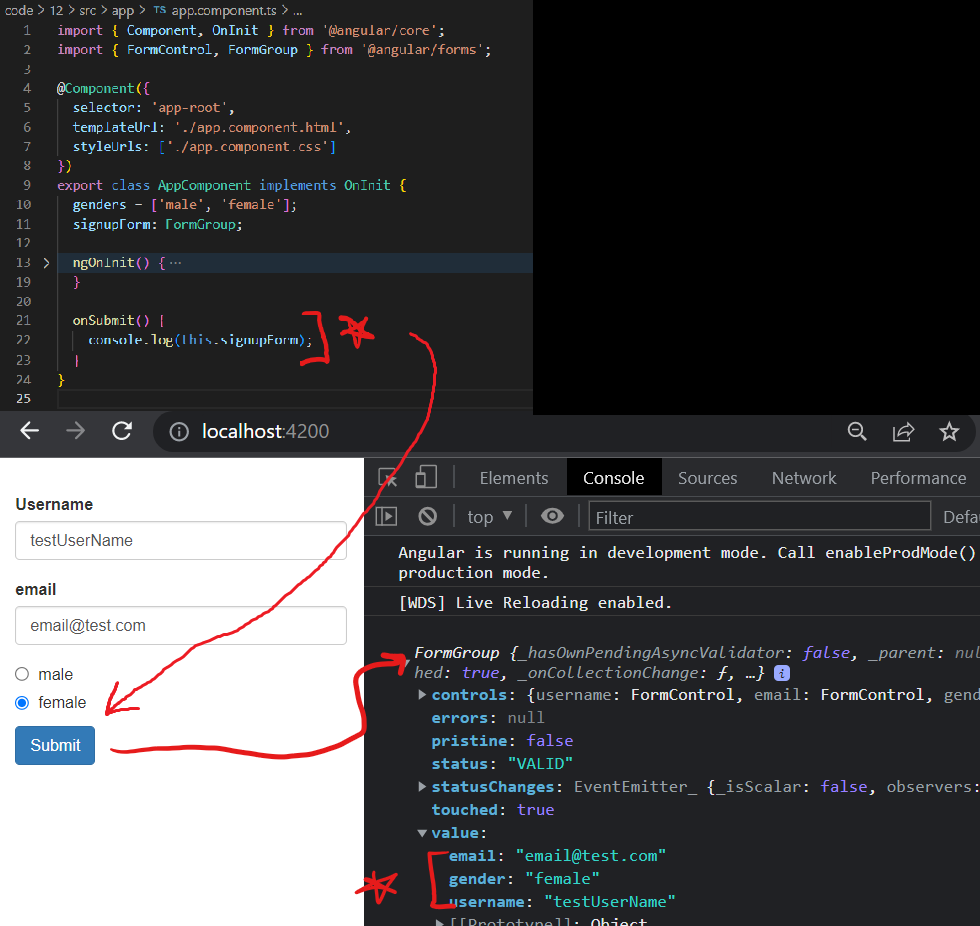 code > 12 > src > app > TS app.component.ts > ...
1 import { Component, OnInit } from '@angular/core';
2 import { FormControl, FormGroup } from '@angular/forms';
3
4 @Component({
5 selector: 'app-root',
6 templateUrl: './app.component.html',
7 styleUrls: ['./app.component.css']
8 })
9 export class AppComponent implements OnInit {
10 genders = ['male', 'female'];
11 signupForm: FormGroup;
12
13 > ngOnInit() { ...
19 }
20
21 onSubmit() {
22 console.log(this.signupForm);
23 }
24 }
25
localhost:4200
Elements Console Sources Network Performance
top ▼ Filter Defau
Angular is running in development mode. Call enableProdMode()
production mode.
[WDS] Live Reloading enabled.
Username
testUserName
email
email@test.com
male
female
Submit
FormGroup {_hasOwnPendingAsyncValidator: false, _parent: nul
hed: true, _onCollectionChange: ƒ, …} i
▶ controls: {username: FormControl, email: FormControl, gend
errors: null
pristine: false
status: "VALID"
▶ statusChanges: EventEmitter_ {_isScalar: false, observers:
touched: true
▼ value:
email: "email@test.com"
gender: "female"
username: "testUserName"
▶ [[Prototype]]: Object